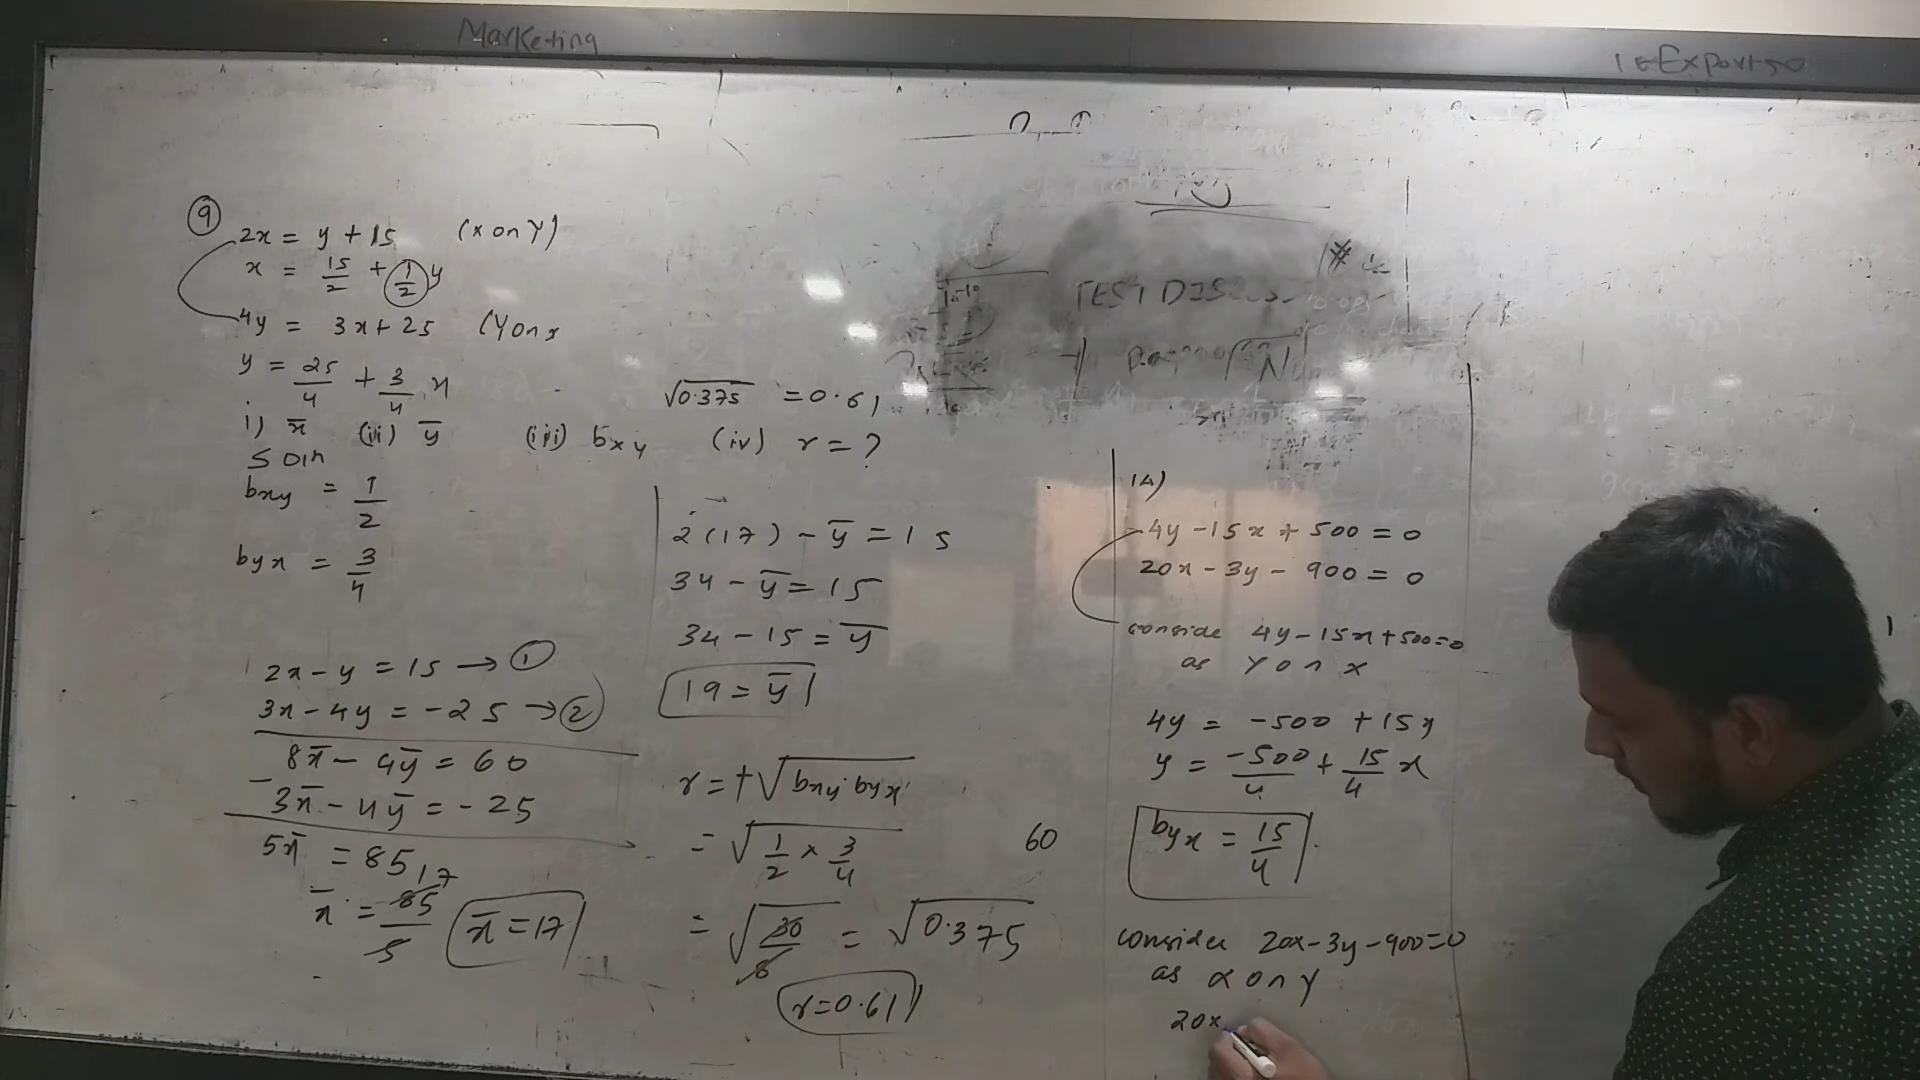 Marketing
⑨
2x = y + 15 (x on Y)
x = 15/2 + 1/2 y
4y = 3x + 25 (Y on x
y = 25/4 + 3/4 x
i) x̄ (ii) ȳ (iii) bxy (iv) r = ?
Soln
bxy = 1/2
byx = 3/4
2x - y = 15 → ①
3x - 4y = -25 → ②
8x̄ - 4ȳ = 60
- 3x̄ - 4ȳ = -25
5x̄ = 85
x̄ = 85/5 17 x̄ = 17
√0.375 = 0.61
2(17) - ȳ = 15
34 - ȳ = 15
34 - 15 = ȳ
19 = ȳ
r = +√bxy. byx
= √1/2 × 3/4
= √ = √0.375
r = 0.61
60
TEST
14)
4y - 15x + 500 = 0
20x - 3y - 900 = 0
conside 4y - 15x + 500 = 0
as Y on x
4y = -500 + 15x
y = -500/4 + 15/4 x
byx = 15/4
consider 20x - 3y - 900 = 0
as x on Y
20x